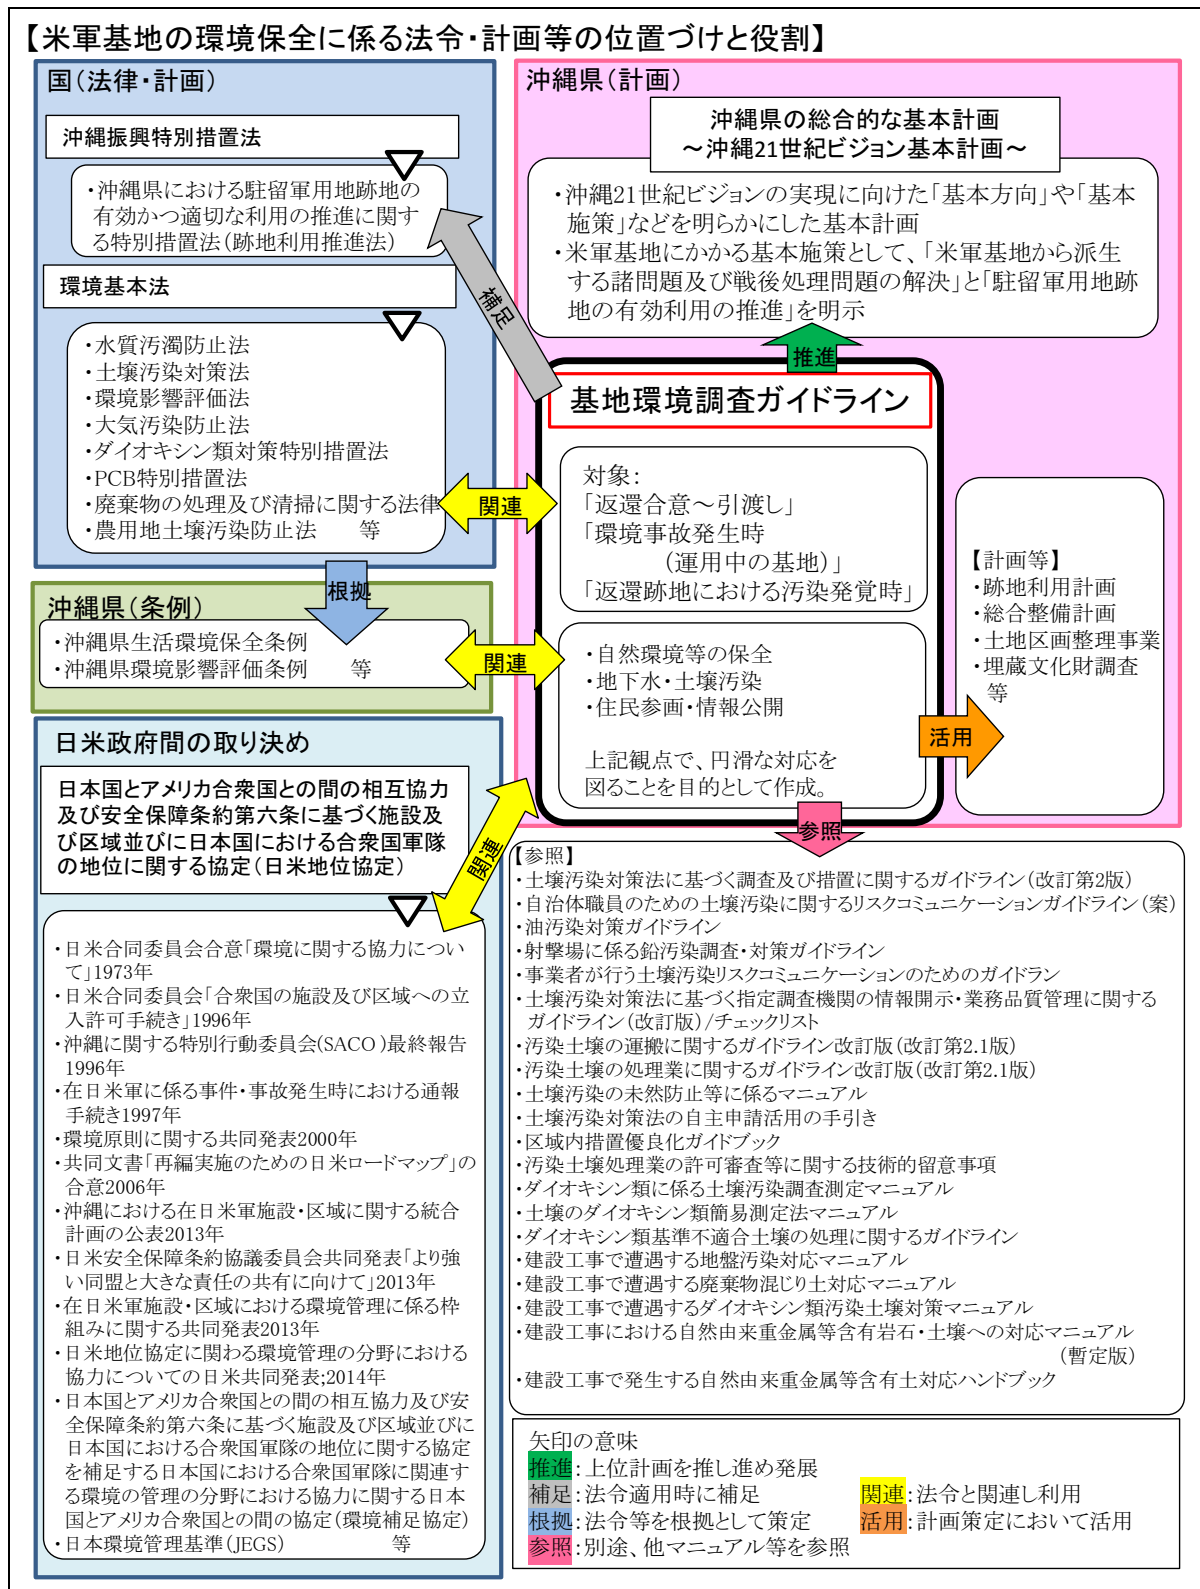 【米軍基地の環境保全に係る法令・計画等の位置づけと役割】
国（法律・計画）
沖縄振興特別措置法
・沖縄県における駐留軍用地跡地の
有効かつ適切な利用の推進に関す
る特別措置法（跡地利用推進法）
環境基本法
・水質汚濁防止法
・土壌汚染対策法
・環境影響評価法
・大気汚染防止法
・ダイオキシン類対策特別措置法
・PCB特別措置法
・廃棄物の処理及び清掃に関する法律
・農用地土壌汚染防止法　　等
根拠
沖縄県（条例）
・沖縄県生活環境保全条例
・沖縄県環境影響評価条例　　等
日米政府間の取り決め
日本国とアメリカ合衆国との間の相互協力
及び安全保障条約第六条に基づく施設及
び区域並びに日本国における合衆国軍隊
の地位に関する協定（日米地位協定）
・日米合同委員会合意「環境に関する協力につい
て」1973年
・日米合同委員会「合衆国の施設及び区域への立
入許可手続き」1996年
・沖縄に関する特別行動委員会(SACO )最終報告
1996年
・在日米軍に係る事件・事故発生時における通報
手続き1997年
・環境原則に関する共同発表2000年
・共同文書「再編実施のための日米ロードマップ」の
合意2006年
・沖縄における在日米軍施設・区域に関する統合
計画の公表2013年
・日米安全保障条約協議委員会共同発表「より強
い同盟と大きな責任の共有に向けて」2013年
・在日米軍施設・区域における環境管理に係る枠
組みに関する共同発表2013年
・日米地位協定に関わる環境管理の分野における
協力についての日米共同発表;2014年
・日本国とアメリカ合衆国との間の相互協力及び安
全保障条約第六条に基づく施設及び区域並びに
日本国における合衆国軍隊の地位に関する協定
を補足する日本国における合衆国軍隊に関連す
る環境の管理の分野における協力に関する日本
国とアメリカ合衆国との間の協定（環境補足協定）
・日本環境管理基準（JEGS）　　等
沖縄県（計画）
沖縄県の総合的な基本計画
～沖縄21世紀ビジョン基本計画～
・沖縄21世紀ビジョンの実現に向けた「基本方向」や「基本
施策」などを明らかにした基本計画
・米軍基地にかかる基本施策として、「米軍基地から派生
する諸問題及び戦後処理問題の解決」と「駐留軍用地跡
地の有効利用の推進」を明示
補足
推進
基地環境調査ガイドライン
対象：
「返還合意～引渡し」
「環境事故発生時
（運用中の基地）」
「返還跡地における汚染発覚時」
関連
・自然環境等の保全
・地下水・土壌汚染
・住民参画・情報公開
上記観点で、円滑な対応を
図ることを目的として作成。
関連
関連
【計画等】
・跡地利用計画
・総合整備計画
・土地区画整理事業
・埋蔵文化財調査
等
活用
参照
【参照】
・土壌汚染対策法に基づく調査及び措置に関するガイドライン（改訂第2版）
・自治体職員のための土壌汚染に関するリスクコミュニケーションガイドライン（案）
・油汚染対策ガイドライン
・射撃場に係る鉛汚染調査・対策ガイドライン
・事業者が行う土壌汚染リスクコミュニケーションのためのガイドラン
・土壌汚染対策法に基づく指定調査機関の情報開示・業務品質管理に関する
ガイドライン（改訂版）/チェックリスト
・汚染土壌の運搬に関するガイドライン改訂版（改訂第2.1版）
・汚染土壌の処理業に関するガイドライン改訂版（改訂第2.1版）
・土壌汚染の未然防止等に係るマニュアル
・土壌汚染対策法の自主申請活用の手引き
・区域内措置優良化ガイドブック
・汚染土壌処理業の許可審査等に関する技術的留意事項
・ダイオキシン類に係る土壌汚染調査測定マニュアル
・土壌のダイオキシン類簡易測定法マニュアル
・ダイオキシン類基準不適合土壌の処理に関するガイドライン
・建設工事で遭遇する地盤汚染対応マニュアル
・建設工事で遭遇する廃棄物混じり土対応マニュアル
・建設工事で遭遇するダイオキシン類汚染土壌対策マニュアル
・建設工事における自然由来重金属等含有岩石・土壌への対応マニュアル
（暫定版）
・建設工事で発生する自然由来重金属等含有土対応ハンドブック
矢印の意味
推進：上位計画を推し進め発展
補足：法令適用時に補足
関連：法令と関連し利用
根拠：法令等を根拠として策定
活用：計画策定において活用
参照：別途、他マニュアル等を参照